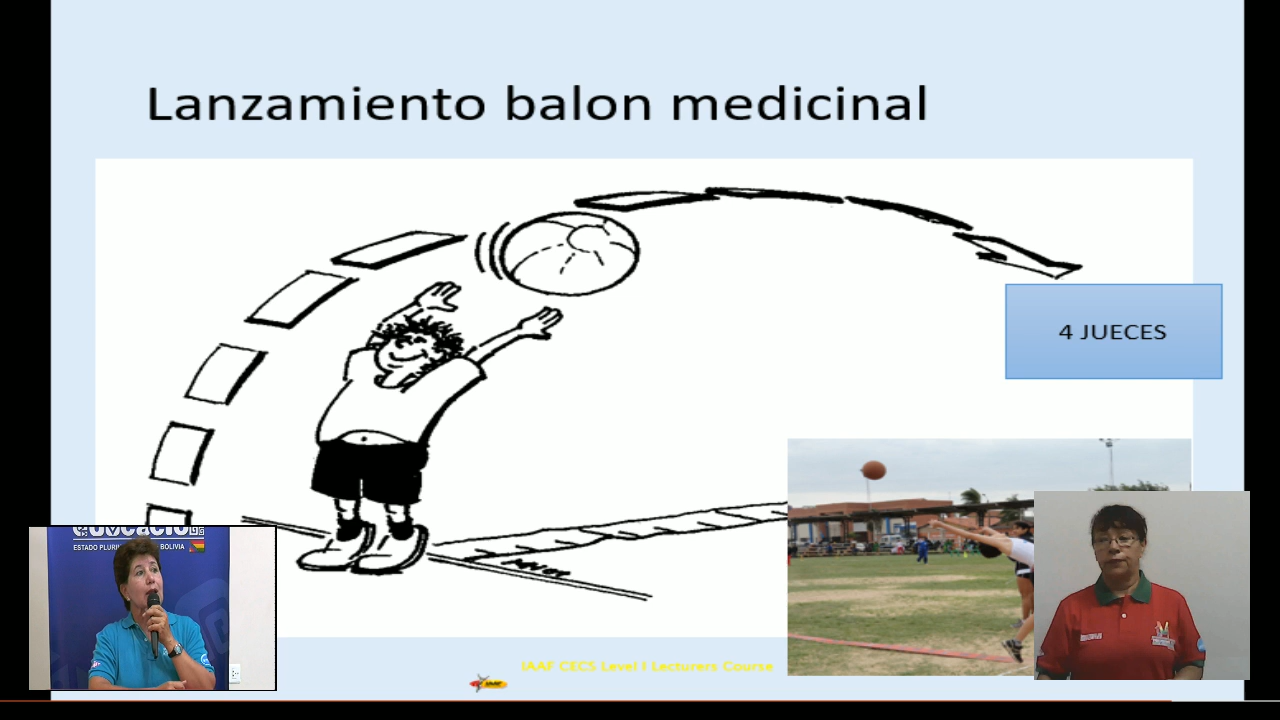 Lanzamiento balon medicinal
4 JUECES
ESTADO PLURI
BOLIVIA
IAAF CECS Level I Lecturers Course